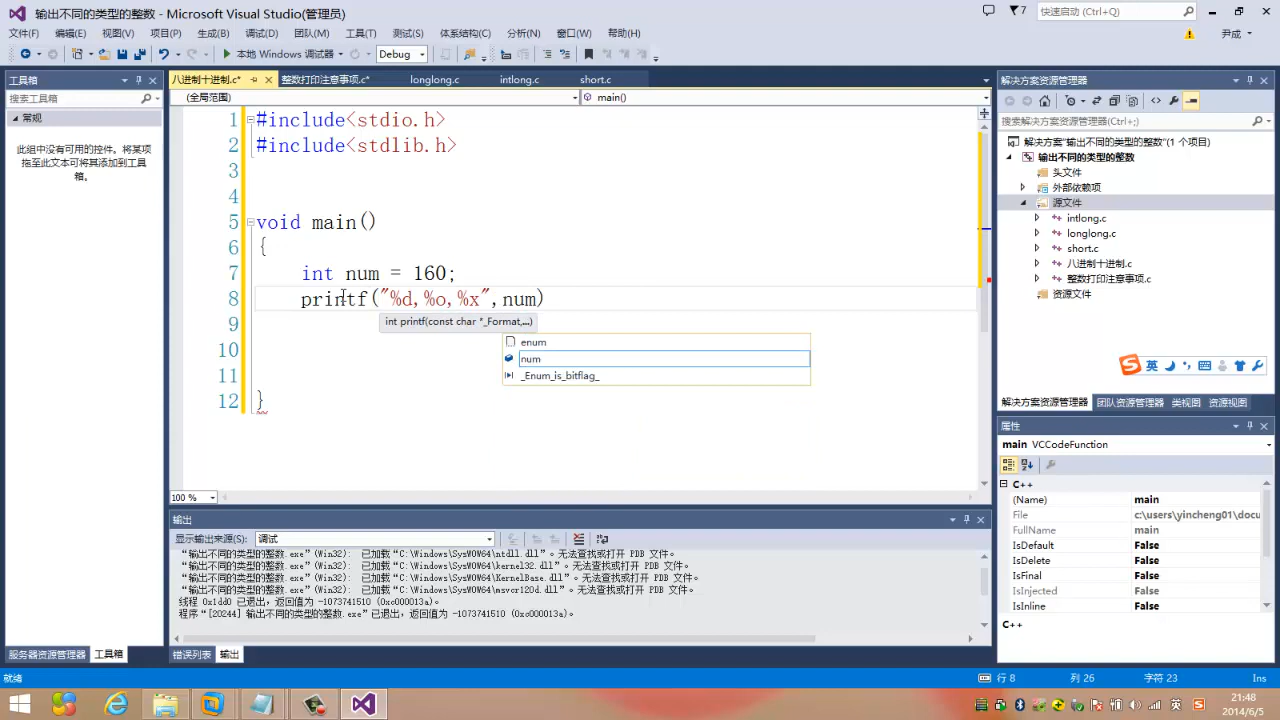 输出不同的类型的整数 - Microsoft Visual Studio(管理员)
7
快速启动 (Ctrl+Q)
文件(F) 编辑(E) 视图(V) 项目(P) 生成(B) 调试(D) 团队(M) 工具(T) 测试(S) 体系结构(C) 分析(N) 窗口(W) 帮助(H)
尹成
本地 Windows 调试器 Debug
工具箱
搜索工具箱
常规
此组中没有可用的控件。将某项
拖至此文本可将其添加到工具
箱。
服务器资源管理器 工具箱
八进制十进制.c* 整数打印注意事项.c* longlong.c intlong.c short.c
(全局范围) main()
1 #include<stdio.h>
2 #include<stdlib.h>
3
4
5 void main()
6 {
7 int num = 160;
8 printf("%d,%o,%x",num)
int printf(const char *_Format,...)
9
enum
10
num
11
_Enum_is_bitflag_
12 }
100 %
输出
显示输出来源(S): 调试
“输出不同的类型的整数.exe”(Win32): 已加载“C:\Windows\SysWOW64\ntdll.dll”。无法查找或打开 PDB 文件。
“输出不同的类型的整数.exe”(Win32): 已加载“C:\Windows\SysWOW64\kernel32.dll”。无法查找或打开 PDB 文件。
“输出不同的类型的整数.exe”(Win32): 已加载“C:\Windows\SysWOW64\KernelBase.dll”。无法查找或打开 PDB 文件。
“输出不同的类型的整数.exe”(Win32): 已加载“C:\Windows\SysWOW64\msvcr120d.dll”。无法查找或打开 PDB 文件。
线程 0x1dd0 已退出，返回值为 -1073741510 (0xc000013a)。
程序“[20244] 输出不同的类型的整数.exe”已退出，返回值为 -1073741510 (0xc000013a)。
错误列表 输出
解决方案资源管理器
搜索解决方案资源管理器(Ctrl+;)
解决方案“输出不同的类型的整数”(1 个项目)
输出不同的类型的整数
头文件
外部依赖项
源文件
intlong.c
longlong.c
short.c
八进制十进制.c
整数打印注意事项.c
资源文件
英
解决方案资源管理器 团队资源管理器 类视图 资源视图
属性
main VCCodeFunction
C++
(Name) main
File c:\users\yincheng01\docu
FullName main
IsDefault False
IsDelete False
IsFinal False
IsInjected False
IsInline False
C++
就绪 行 8 列 26 字符 23 Ins
英
21:48
2014/6/5